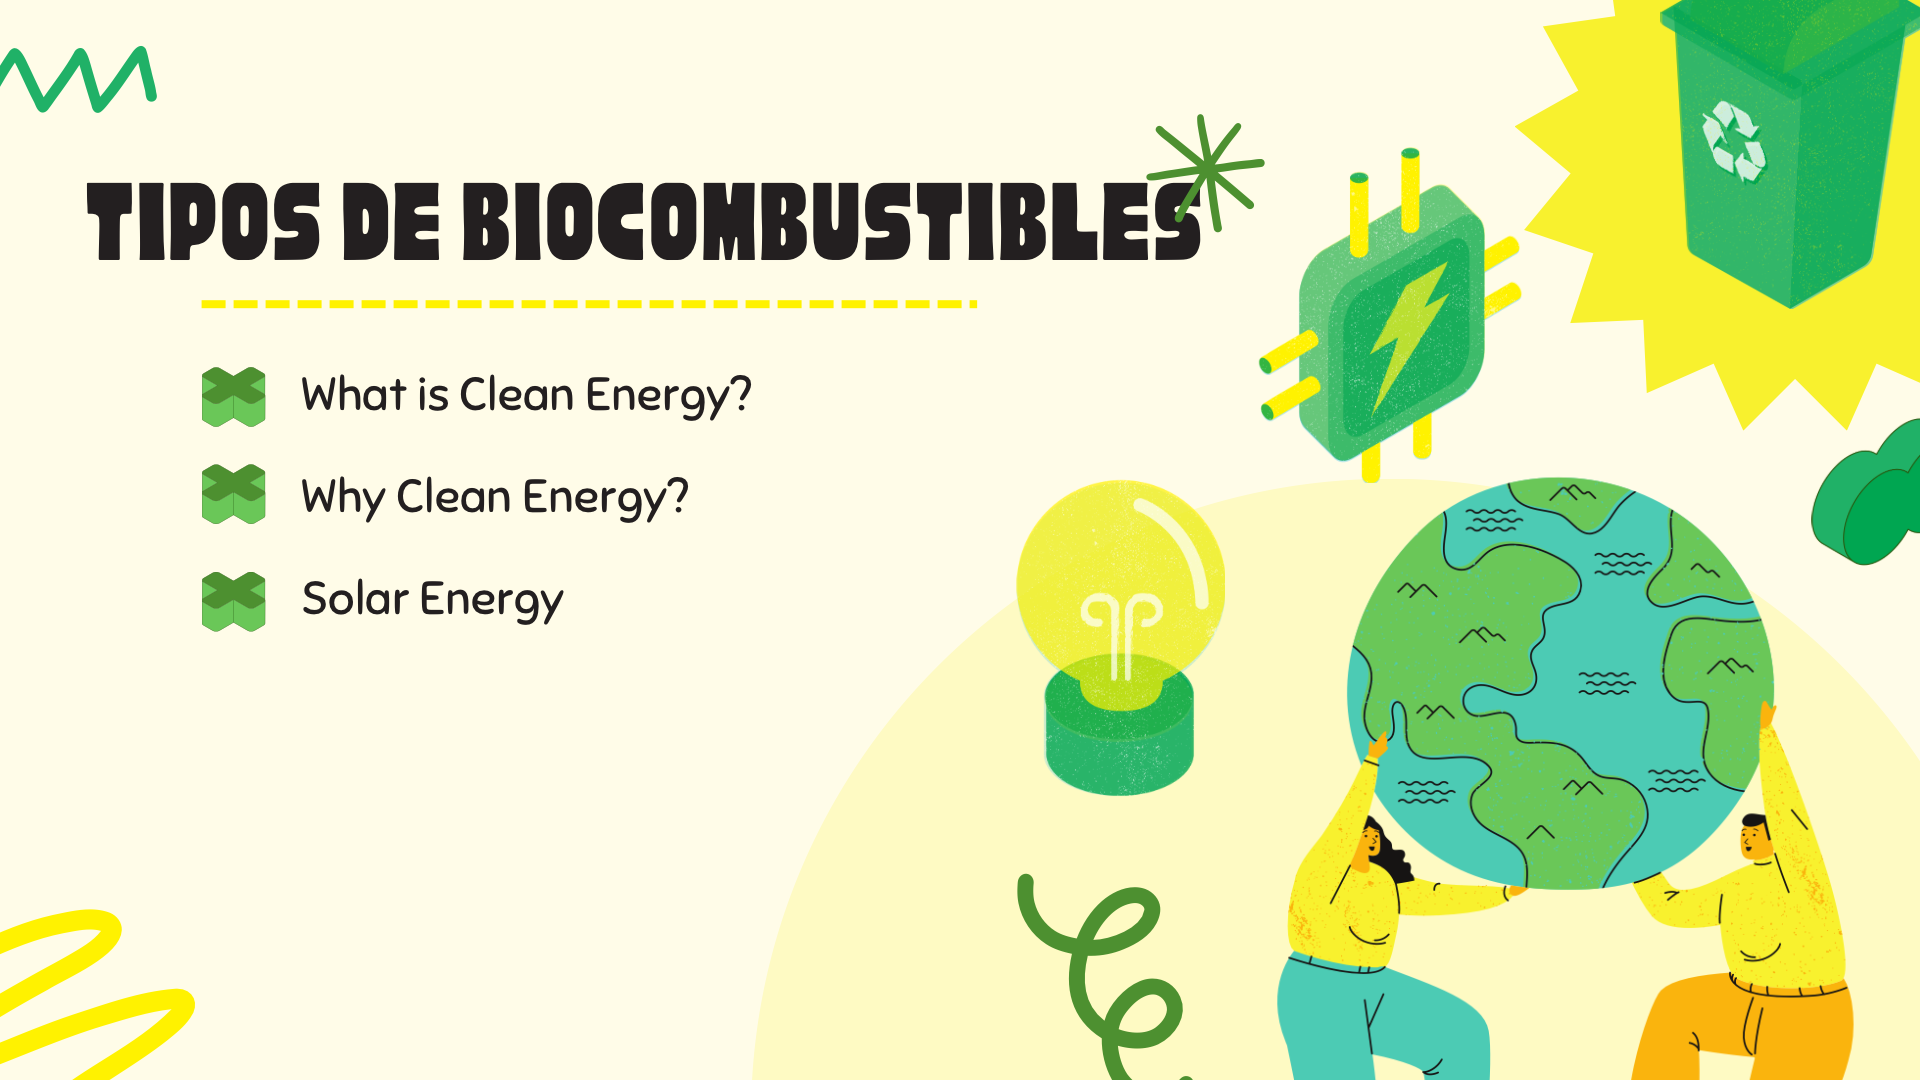 TIPOS DE BIOCOMBUSTIBLES
What is Clean Energy?
Why Clean Energy?
Solar Energy